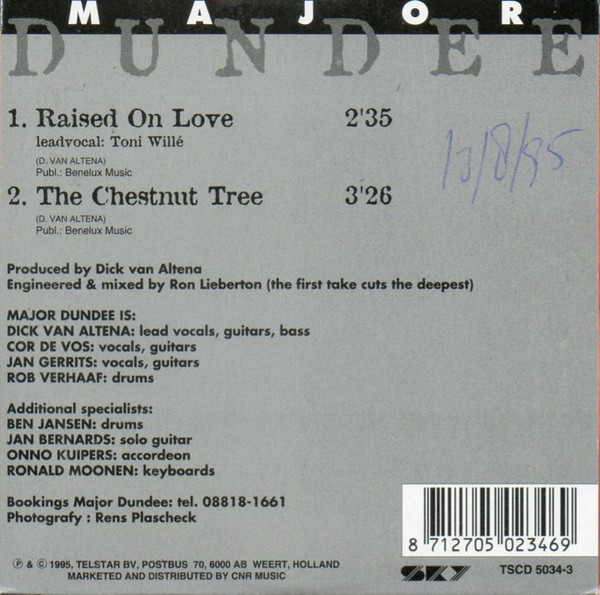 MAJOR
DUNDEE
1. Raised On Love 2'35
leadvocal: Toni Willé
(D. VAN ALTENA)
Publ.: Benelux Music
2. The Chestnut Tree 3'26
(D. VAN ALTENA)
Publ.: Benelux Music
Produced by Dick van Altena
Engineered & mixed by Ron Lieberton (the first take cuts the deepest)
MAJOR DUNDEE IS:
DICK VAN ALTENA: lead vocals, guitars, bass
COR DE VOS: vocals, guitars
JAN GERRITS: vocals, guitars
ROB VERHAAF: drums
Additional specialists:
BEN JANSEN: drums
JAN BERNARDS: solo guitar
ONNO KUIPERS: accordeon
RONALD MOONEN: keyboards
Bookings Major Dundee: tel. 08818-1661
Photografy : Rens Plascheck
8 712705 023469
℗ & © 1995, TELSTAR BV, POSTBUS 70, 6000 AB WEERT, HOLLAND
MARKETED AND DISTRIBUTED BY CNR MUSIC
SKY
TSCD 5034-3